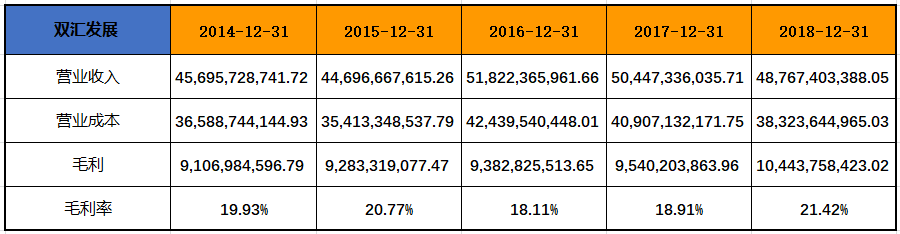 双汇发展 2014-12-31 2015-12-31 2016-12-31 2017-12-31 2018-12-31
营业收入 45,695,728,741.72 44,696,667,615.26 51,822,365,961.66 50,447,336,035.71 48,767,403,388.05
营业成本 36,588,744,144.93 35,413,348,537.79 42,439,540,448.01 40,907,132,171.75 38,323,644,965.03
毛利 9,106,984,596.79 9,283,319,077.47 9,382,825,513.65 9,540,203,863.96 10,443,758,423.02
毛利率 19.93% 20.77% 18.11% 18.91% 21.42%